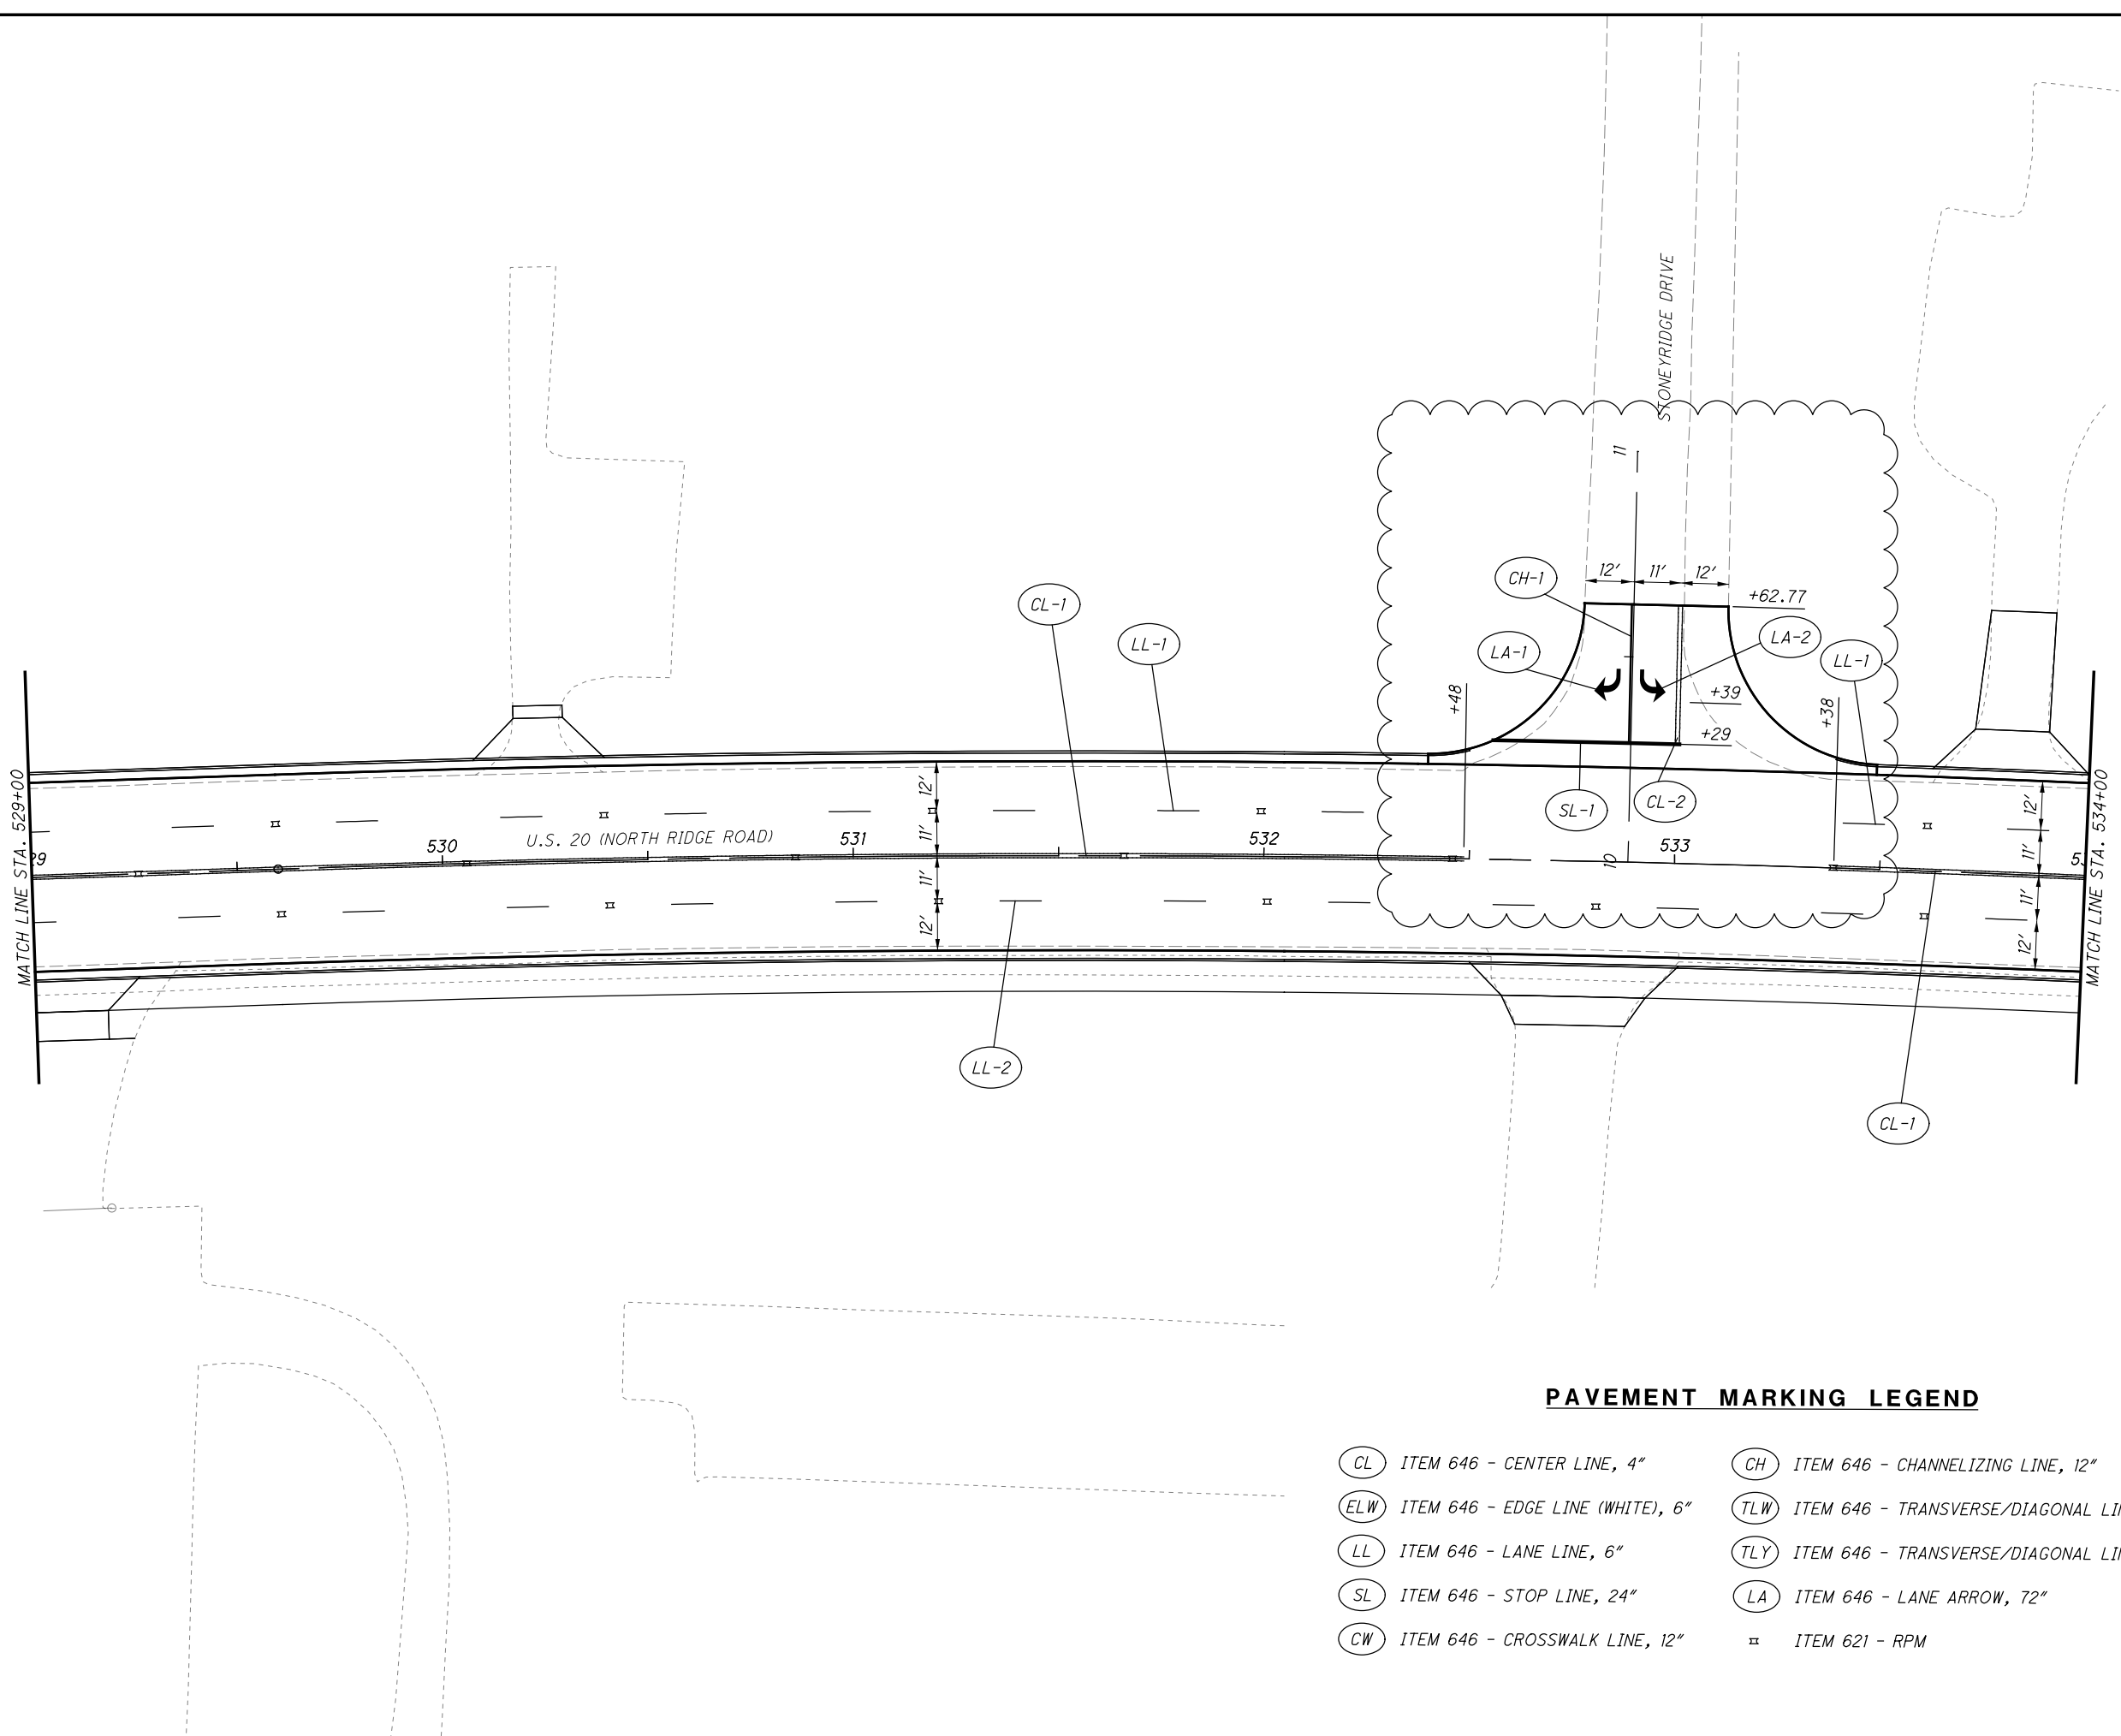 STONEYRIDGE DRIVE
11
12' 11' 12'
CH-1
+62.77
CL-1
LL-1
LA-1
LA-2
LL-1
+48
+39
+38
+29
MATCH LINE STA. 529+00
MATCH LINE STA. 534+00
12'
11'
11'
12'
SL-1
CL-2
12'
11'
11'
12'
530
U.S. 20 (NORTH RIDGE ROAD)
531
532
10
533
LL-2
CL-1
PAVEMENT MARKING LEGEND
CL ITEM 646 - CENTER LINE, 4"
ELW ITEM 646 - EDGE LINE (WHITE), 6"
LL ITEM 646 - LANE LINE, 6"
SL ITEM 646 - STOP LINE, 24"
CW ITEM 646 - CROSSWALK LINE, 12"
CH ITEM 646 - CHANNELIZING LINE, 12"
TLW ITEM 646 - TRANSVERSE/DIAGONAL
TLY ITEM 646 - TRANSVERSE/DIAGONAL
LA ITEM 646 - LANE ARROW, 72"
ITEM 621 - RPM